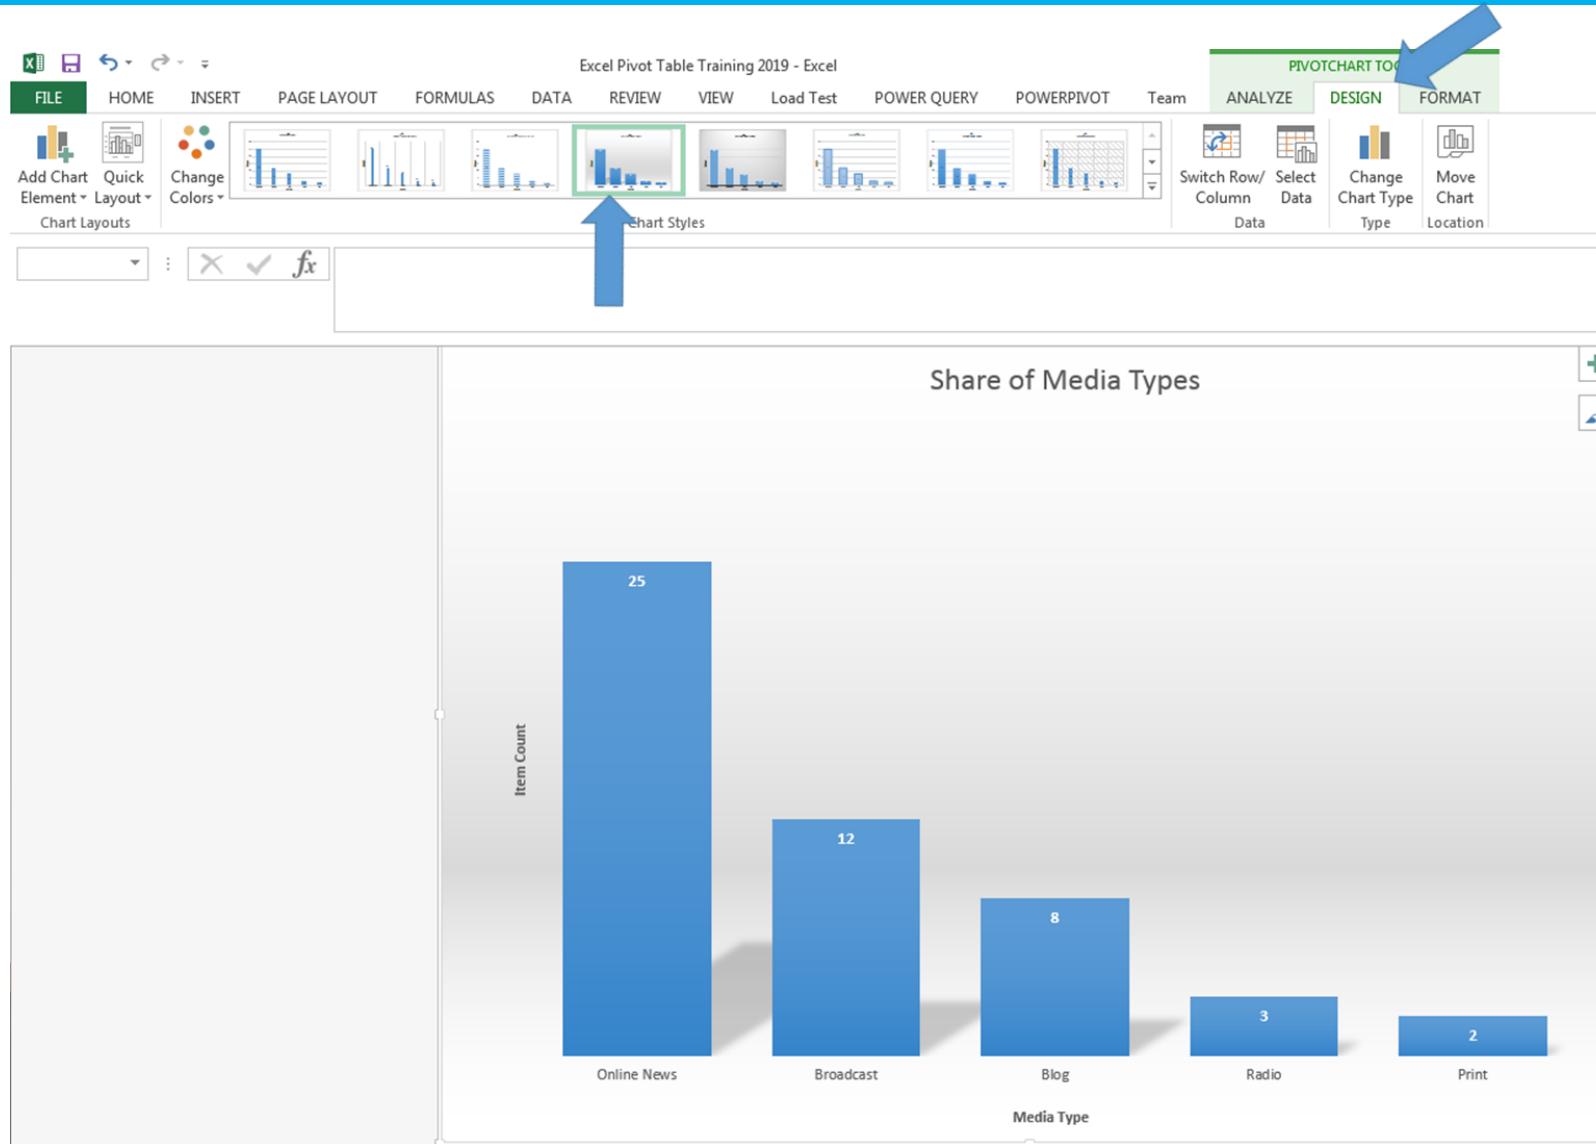 Excel Pivot Table Training 2019 - Excel
PIVOTCHART TOO
FILE HOME INSERT PAGE LAYOUT FORMULAS DATA REVIEW VIEW Load Test POWER QUERY POWERPIVOT Team ANALYZE DESIGN FORMAT
Add Chart Element
Quick Layout
Change Colors
Switch Row/ Column
Select Data
Change Chart Type
Move Chart
Chart Layouts
Chart Styles
Data
Type
Location
fx
Share of Media Types
25
12
8
3
2
Item Count
Online News Broadcast Blog Radio Print
Media Type